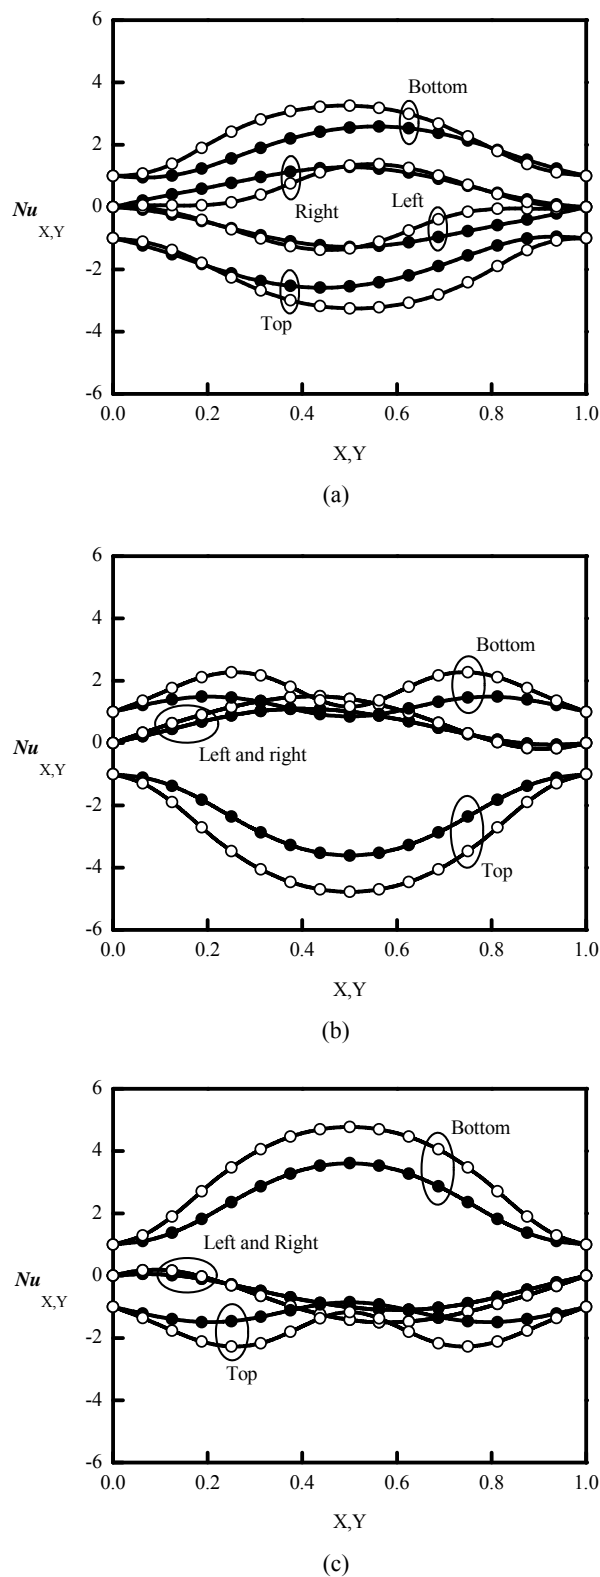 6
4
Bottom
2
Nu X,Y
0
Right
Left
-2
Top
-4
-6
0.0 0.2 0.4 0.6 0.8 1.0
X,Y
(a)
6
4
Bottom
2
Nu X,Y
0
Left and right
-2
-4
Top
-6
0.0 0.2 0.4 0.6 0.8 1.0
X,Y
(b)
6
Bottom
4
2
Left and Right
Nu X,Y
0
-2
Top
-4
-6
0.0 0.2 0.4 0.6 0.8 1.0
X,Y
(c)